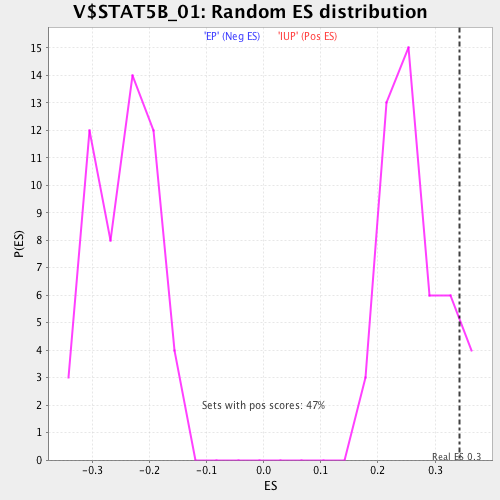 V$STAT5B_01: Random ES distribution
'EP' (Neg ES) 'IUP' (Pos ES)
15
14
13
12
11
10
9
8
7
6
5
4
3
2
1
0
P(ES)
Sets with pos scores: 47%
Real ES 0.3
-0.3 -0.2 -0.1 0.0 0.1 0.2 0.3
ES